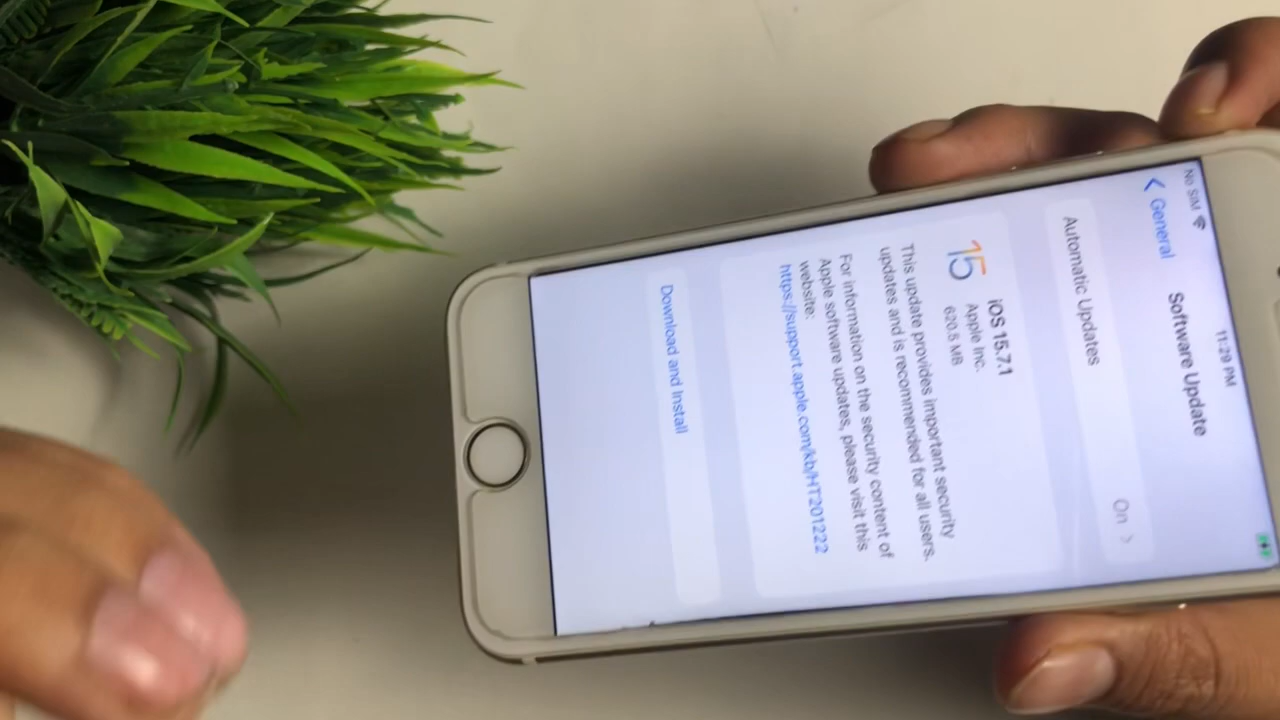 No SIM 11:29 PM
General Software Update
Automatic Updates On
15
iOS 15.7.1
Apple Inc.
620.5 MB
This update provides important security
updates and is recommended for all users.
For information on the security content of
Apple software updates, please visit this
website:
https://support.apple.com/kb/HT201222
Download and Install